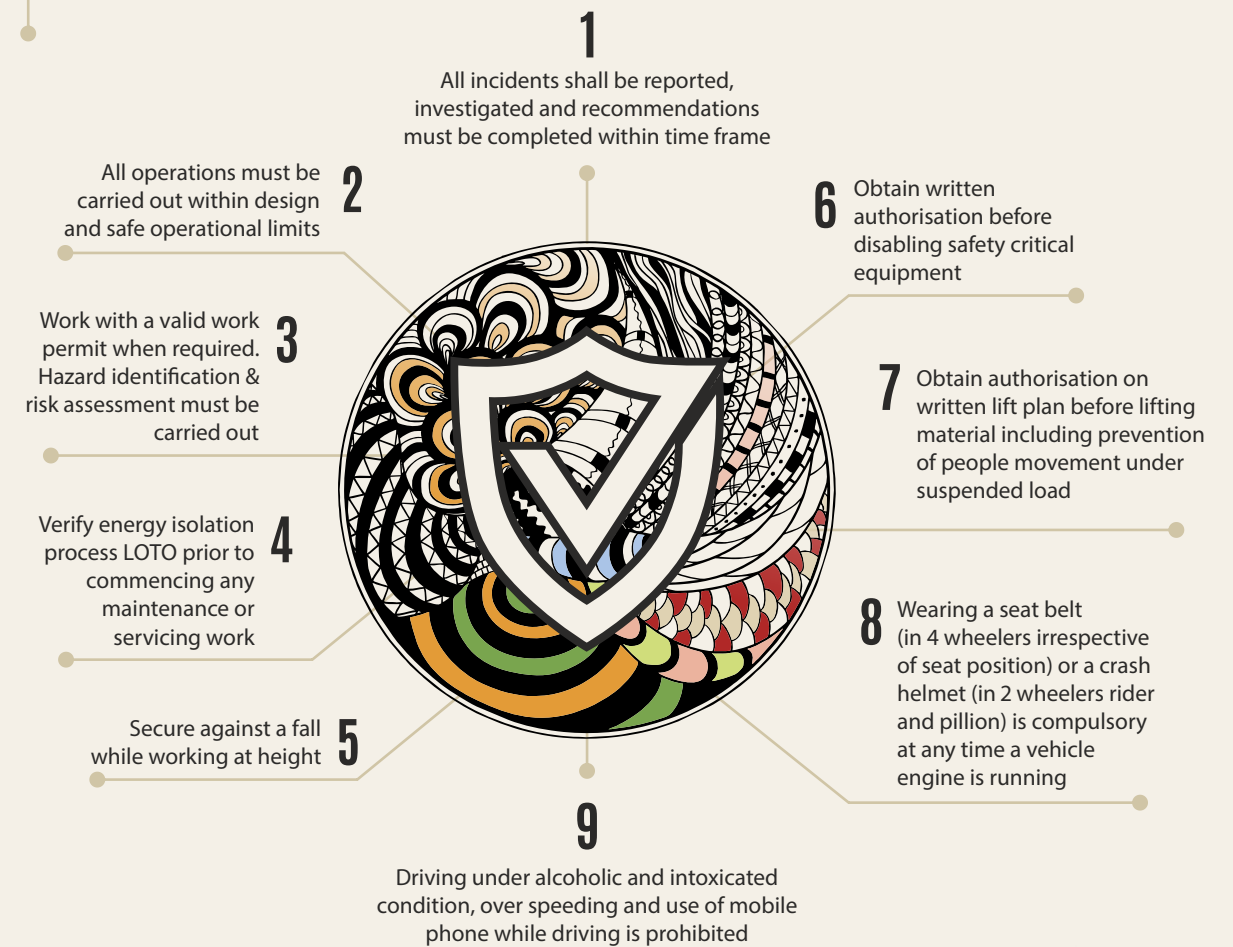 1
All incidents shall be reported,
investigated and recommendations
must be completed within time frame
2
All operations must be
carried out within design
and safe operational limits
3
Work with a valid work
permit when required.
Hazard identification &
risk assessment must be
carried out
4
Verify energy isolation
process LOTO prior to
commencing any
maintenance or
servicing work
5
Secure against a fall
while working at height
6
Obtain written
authorisation before
disabling safety critical
equipment
7
Obtain authorisation on
written lift plan before lifting
material including prevention
of people movement under
suspended load
8
Wearing a seat belt
(in 4 wheelers irrespective
of seat position) or a crash
helmet (in 2 wheelers rider
and pillion) is compulsory
at any time a vehicle
engine is running
9
Driving under alcoholic and intoxicated
condition, over speeding and use of mobile
phone while driving is prohibited